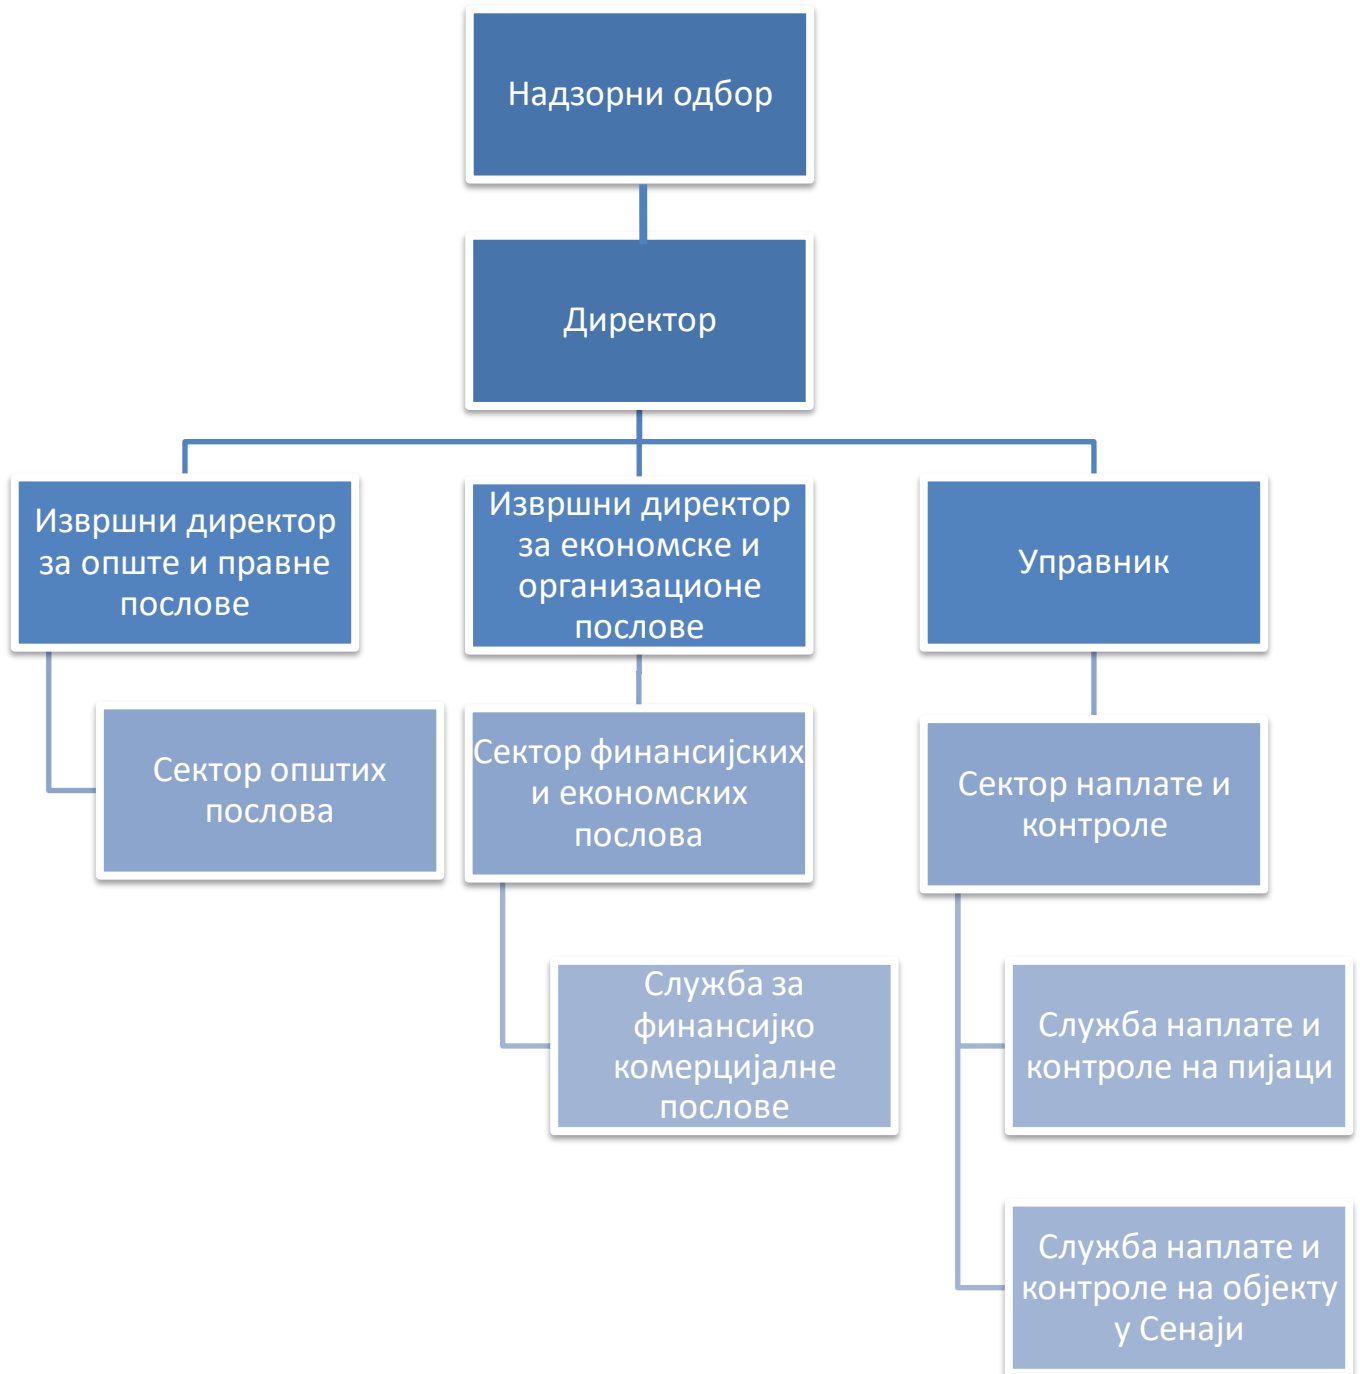 Надзорни одбор
Директор
Извршни директор
за опште и правне
послове
Извршни директор
за економске и
организационе
послове
Управник
Сектор општих
послова
Сектор финансијских
и економских
послова
Сектор наплате и
контроле
Служба за
финансијко
комерцијалне
послове
Служба наплате и
контроле на пијаци
Служба наплате и
контроле на објекту
у Сенаји